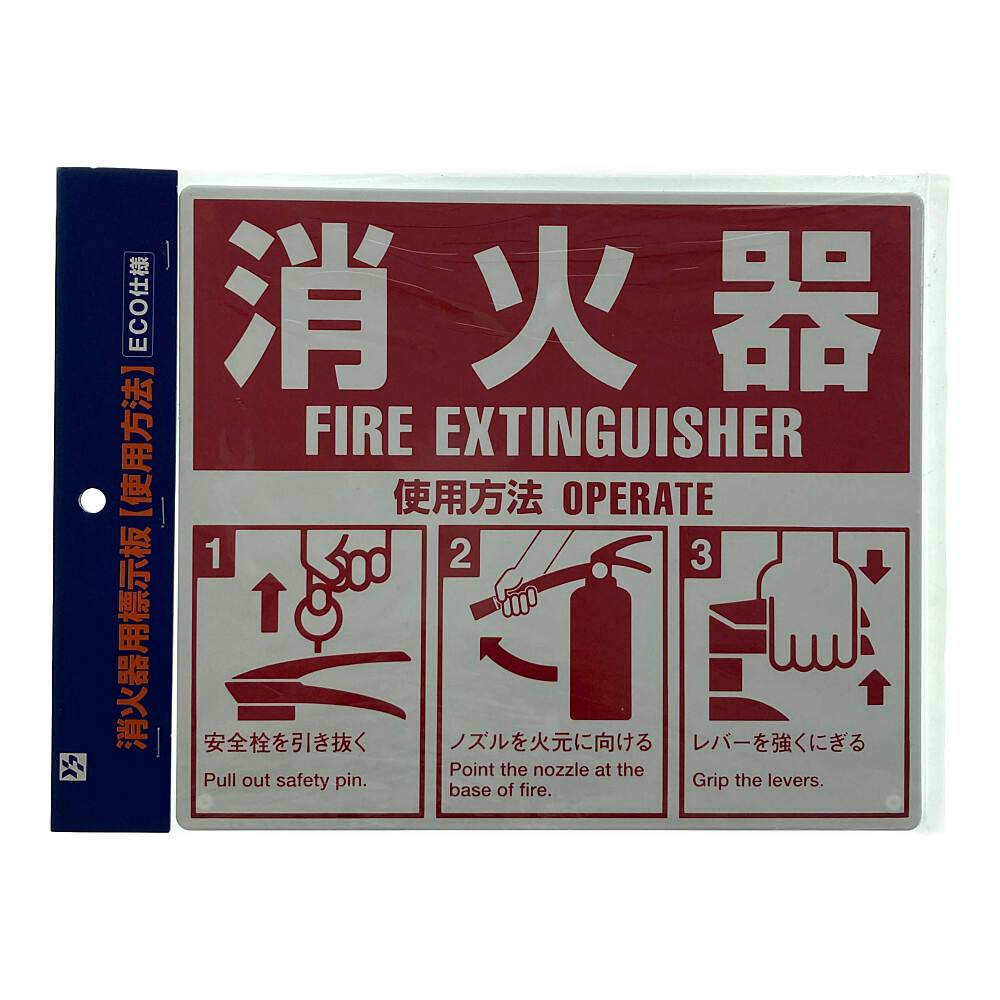 消火器用標示板【使用方法】 ECO仕様
消火器
FIRE EXTINGUISHER
使用方法 OPERATE
1
安全栓を引き抜く
Pull out safety pin.
2
ノズルを火元に向ける
Point the nozzle at the
base of fire.
3
レバーを強くにぎる
Grip the levers.